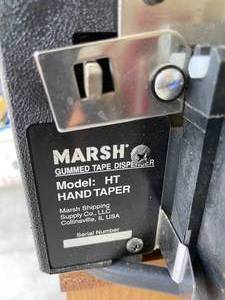 MARSH®
GUMMED TAPE DISPENSER
Model: HT
HAND TAPER
Marsh Shipping
Supply Co., LLC
Collinsville, IL USA
Serial Number